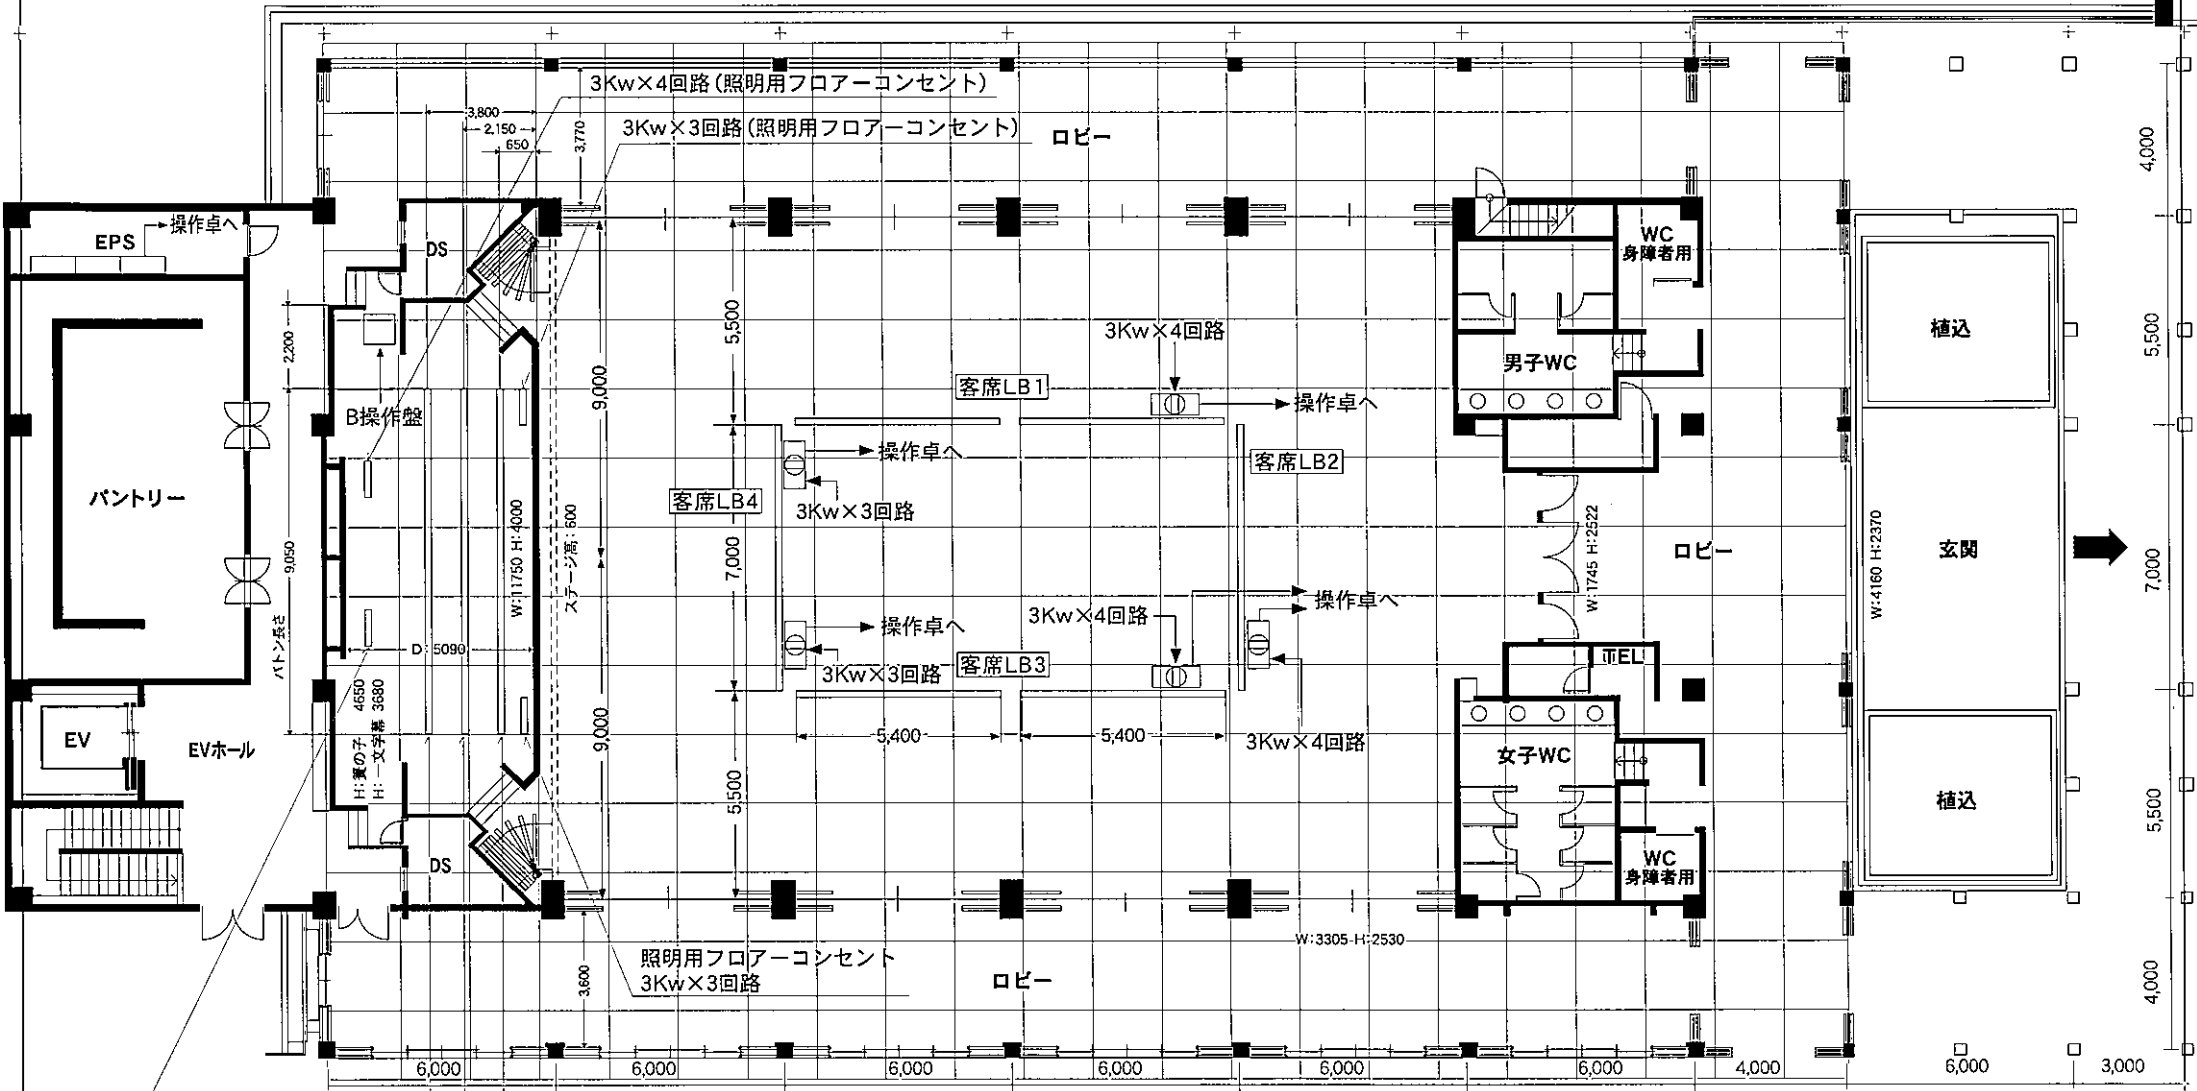 3Kw×4回路(照明用フロアーコンセント)
3,800
2,150
3Kw×3回路(照明用フロアーコンセント)
650
3,770
ロビー
4,000
操作卓へ
EPS
DS
WC
身障者用
2,200
5,500
9,000
3Kw×4回路
植込
5,500
男子WC
客席LB1
B操作盤
操作卓へ
操作卓へ
客席LB2
パントリー
客席LB4
3Kw×3回路
W:11750 H:4000
ステージ高:600
9,050
7,000
W:1745 H:2522
ロビー
W:4160 H:2370
玄関
7,000
3Kw×4回路
操作卓へ
操作卓へ
バトン長さ
D:5090
3Kw×3回路
客席LB3
TEL
H:簀の子 4650
H:一文字幕 3680
9,000
5,400
5,400
3Kw×4回路
EV
EVホール
女子WC
5,500
植込
5,500
DS
WC
身障者用
照明用フロアーコンセント
3Kw×3回路
W:3305-H:2530
3,600
ロビー
4,000
6,000
6,000
6,000
6,000
6,000
6,000
4,000
6,000
3,000